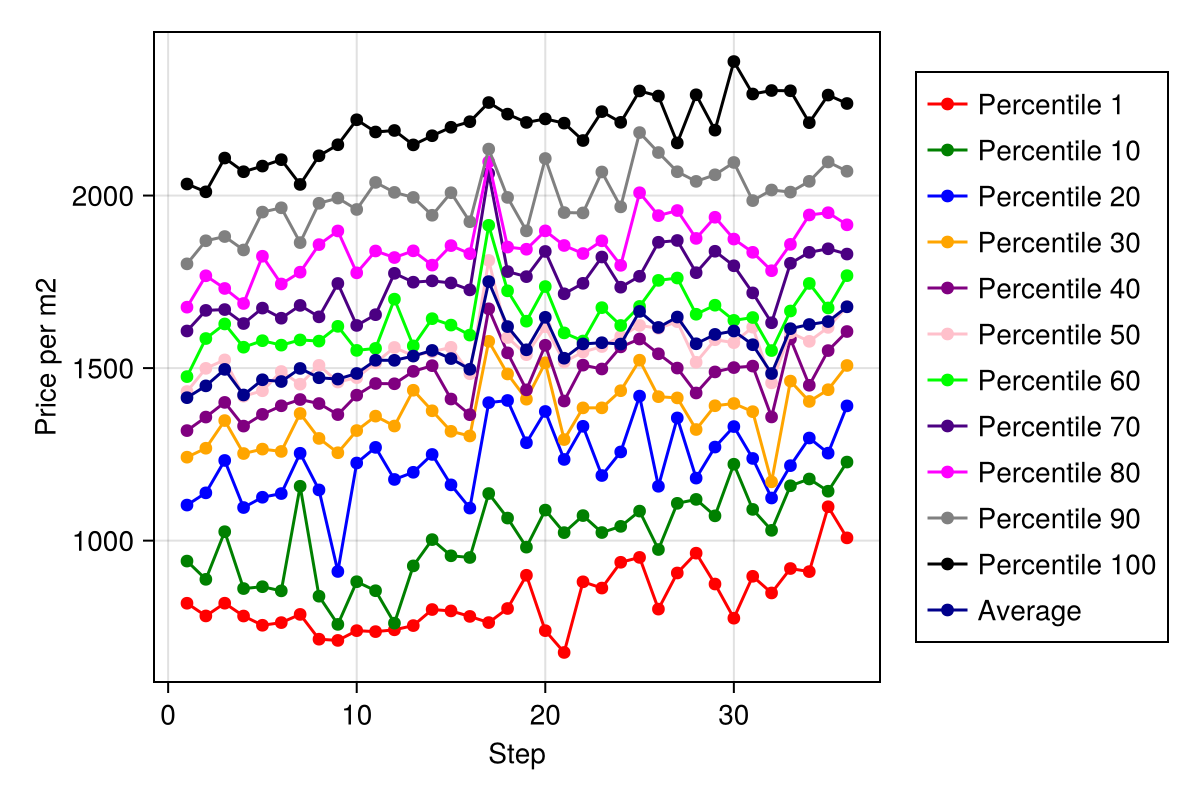 Price per m2
2000
1500
1000
0
10
20
30
Step
Percentile 1
Percentile 10
Percentile 20
Percentile 30
Percentile 40
Percentile 50
Percentile 60
Percentile 70
Percentile 80
Percentile 90
Percentile 100
Average